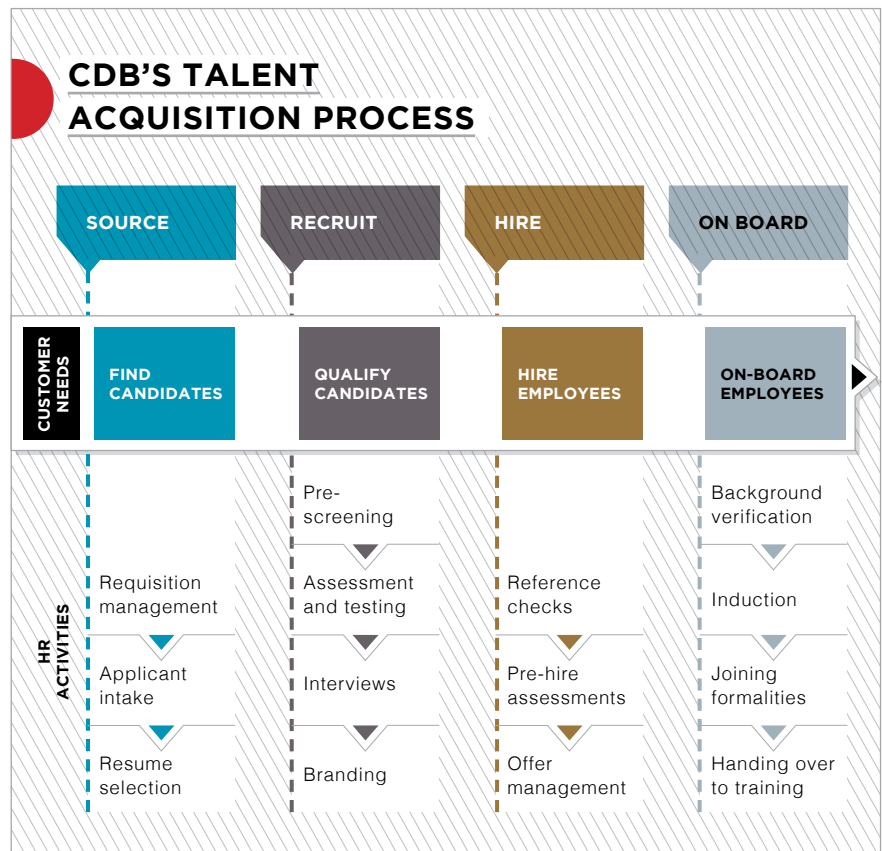 CDB'S TALENT
ACQUISITION PROCESS
SOURCE
RECRUIT
HIRE
ON BOARD
CUSTOMER
NEEDS
FIND
CANDIDATES
QUALIFY
CANDIDATES
HIRE
EMPLOYEES
ON-BOARD
EMPLOYEES
HR
ACTIVITIES
Requisition
management
Applicant
intake
Resume
selection
Pre-
screening
Assessment
and testing
Interviews
Branding
Reference
checks
Pre-hire
assessments
Offer
management
Background
verification
Induction
Joining
formalities
Handing over
to training